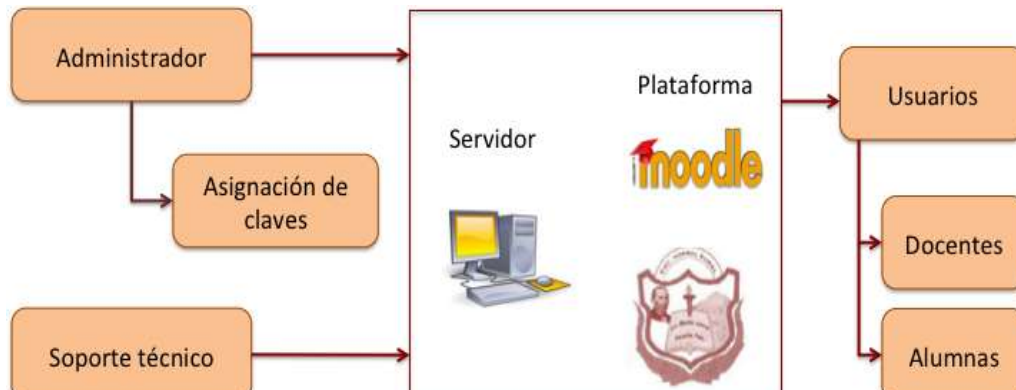 Administrador
Asignación de
claves
Soporte técnico
Servidor
Plataforma
moodle
Usuarios
Docentes
Alumnas